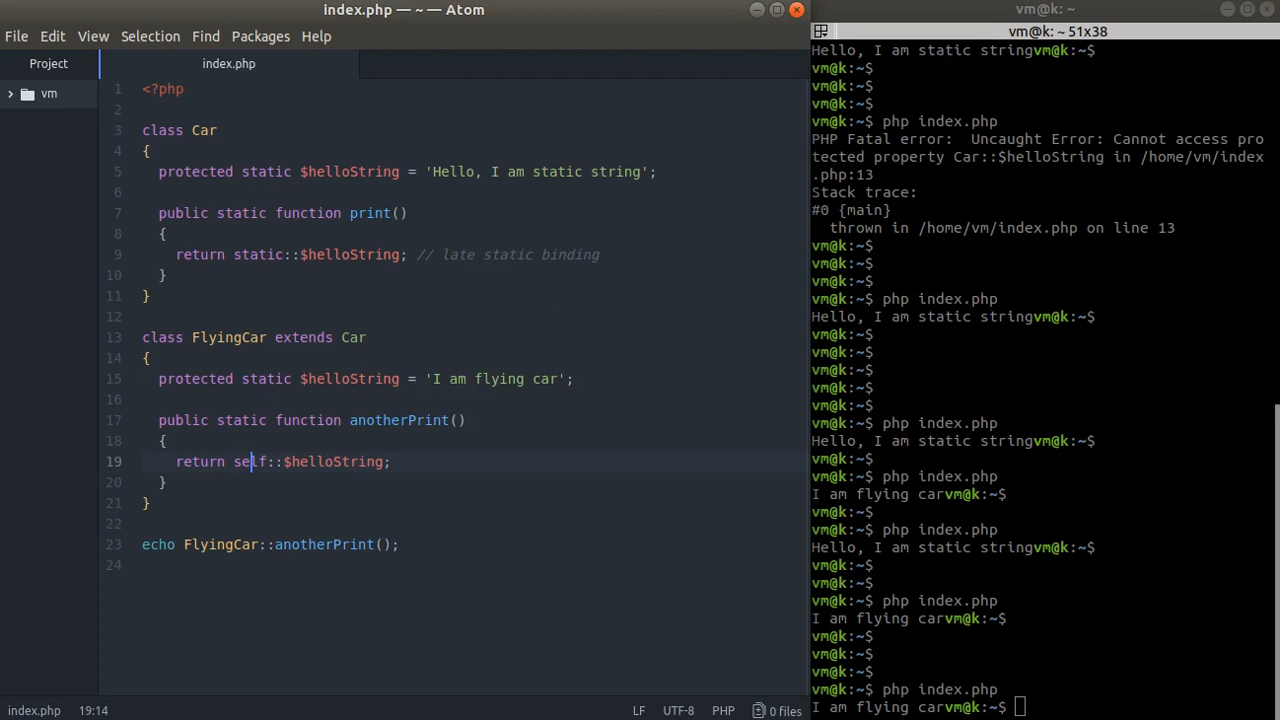 index.php — ~ — Atom
File Edit View Selection Find Packages Help
Project
index.php
vm
1 <?php
2
3 class Car
4 {
5 protected static $helloString = 'Hello, I am static string';
6
7 public static function print()
8 {
9 return static::$helloString; // late static binding
10 }
11 }
12
13 class FlyingCar extends Car
14 {
15 protected static $helloString = 'I am flying car';
16
17 public static function anotherPrint()
18 {
19 return self::$helloString;
20 }
21 }
22
23 echo FlyingCar::anotherPrint();
24
index.php 19:14 LF UTF-8 PHP 0 files
vm@k: ~
vm@k: ~ 51x38
Hello, I am static stringvm@k:~$
vm@k:~$
vm@k:~$
vm@k:~$
vm@k:~$ php index.php
PHP Fatal error:  Uncaught Error: Cannot access pro
tected property Car::$helloString in /home/vm/index
.php:13
Stack trace:
#0 {main}
thrown in /home/vm/index.php on line 13
vm@k:~$
vm@k:~$
vm@k:~$
vm@k:~$ php index.php
Hello, I am static stringvm@k:~$
vm@k:~$
vm@k:~$
vm@k:~$
vm@k:~$
vm@k:~$
vm@k:~$ php index.php
Hello, I am static stringvm@k:~$
vm@k:~$
vm@k:~$ php index.php
I am flying carvm@k:~$
vm@k:~$
vm@k:~$ php index.php
Hello, I am static stringvm@k:~$
vm@k:~$
vm@k:~$
vm@k:~$ php index.php
I am flying carvm@k:~$
vm@k:~$
vm@k:~$
vm@k:~$
vm@k:~$ php index.php
I am flying carvm@k:~$